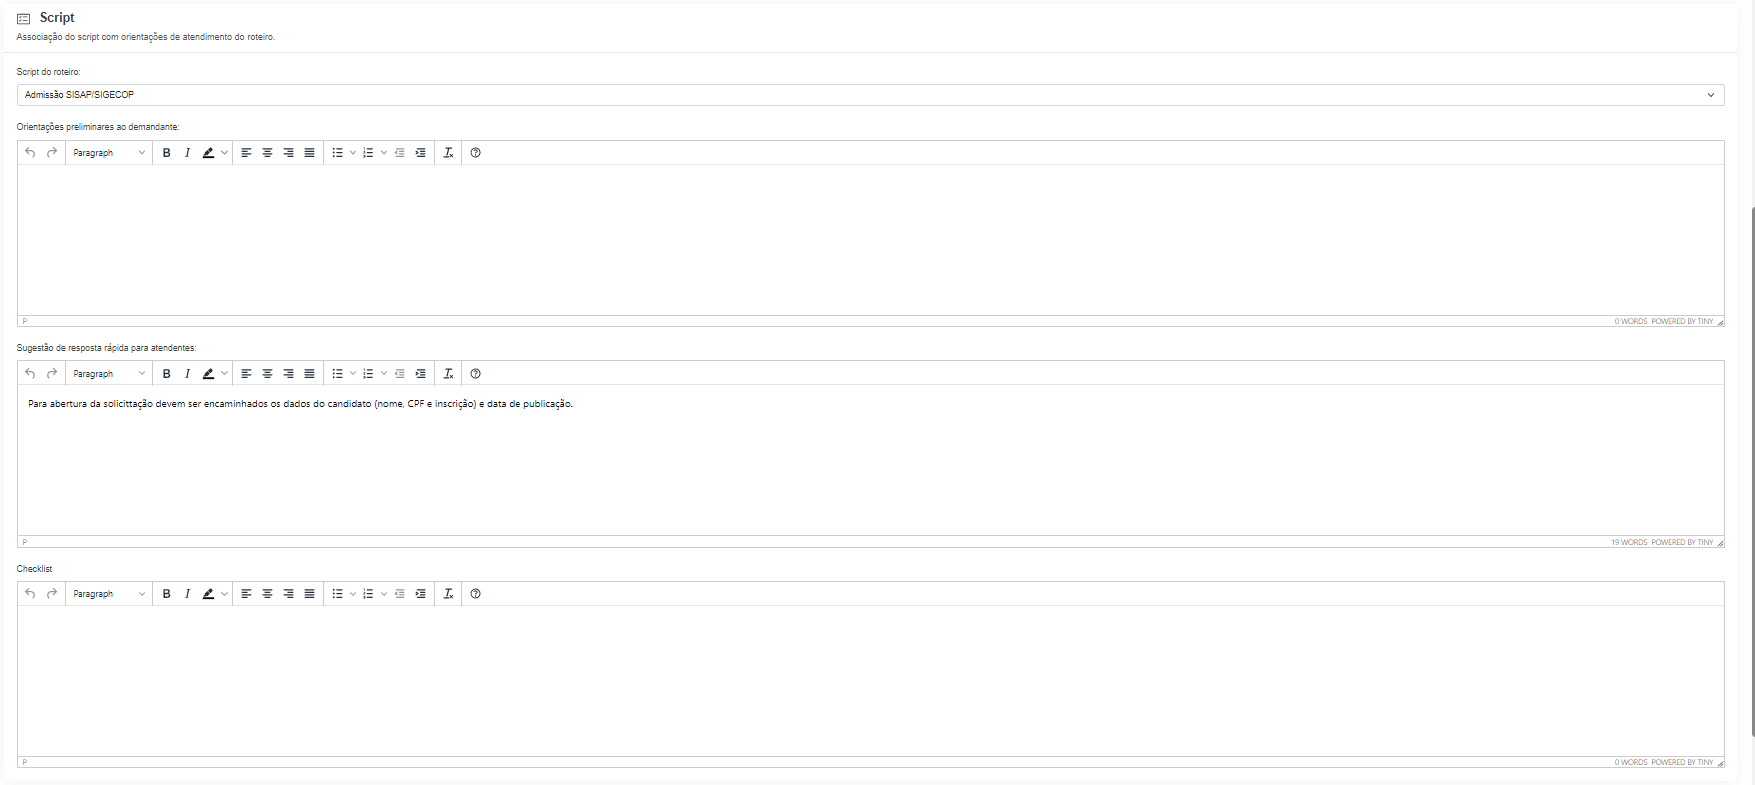 Script
Associação do script com orientações de atendimento do roteiro.
Script do roteiro:
Admissão SISAP/SIGECOP
Orientações preliminares ao demandante:
Paragraph
P
0 WORDS POWERED BY TINY
Sugestão de resposta rápida para atendentes:
Paragraph
Para abertura da solicittação devem ser encaminhados os dados do candidato (nome, CPF e inscrição) e data de publicação.
P
19 WORDS POWERED BY TINY
Checklist
Paragraph
P
0 WORDS POWERED BY TINY